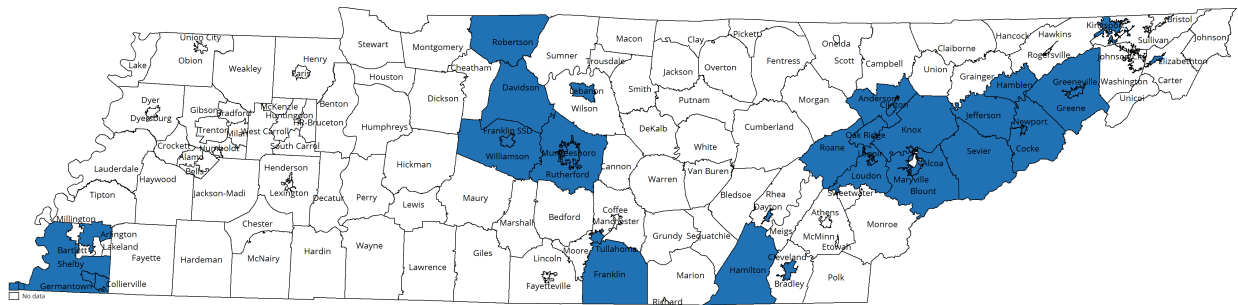 Bristol
Kingsport
Hawkins
Hancock
Sullivan
Johnson
Pickett
Clay
Macon
Robertson
Montgomery
Stewart
Union City
Obion
Lake
Weakley
Henry
Paris
Houston
Cheatham
Sumner
Trousdale
Jackson
Overton
Fentress
Oneida
Scott
Campbell
Claiborne
Union
Grainger
Rogersville
Johnson City
Elizabethton
Carter
Washington
Unicoi
Greeneville
Greene
Hamblen
Jefferson
Newport
Cocke
Sevier
Knox
Anderson
Clinton
Oak Ridge
Roane
Loudon
Alcoa
Maryville
Blount
Morgan
Cumberland
Putnam
Smith
Lebanon
Wilson
Davidson
Dickson
Benton
McKenzie
Huntingdon
HR-Bruceton
Gibson
Bradford
Dyer
Dyersburg
Trenton
Milan
West Carroll
South Carrol
Humboldt
Crockett
Alamo
Bells
Humphreys
Franklin SSD
Williamson
Murfreesboro
Rutherford
DeKalb
White
Cannon
Warren
Van Buren
Bledsoe
Rhea
Dayton
Sweetwater
Meigs
Athens
McMinn
Etowah
Monroe
Lauderdale
Haywood
Tipton
Jackson-Madi
Henderson
Lexington
Decatur
Perry
Hickman
Lewis
Maury
Marshall
Bedford
Coffee
Manchester
Grundy
Sequatchie
Millington
Arlington
Bartlett
Lakeland
Shelby
Germantown
Collierville
Fayette
Hardeman
Chester
McNairy
Hardin
Wayne
Lawrence
Giles
Lincoln
Fayetteville
Moore
Tullahoma
Franklin
Marion
Richard
Hamilton
Cleveland
Bradley
Polk
No data